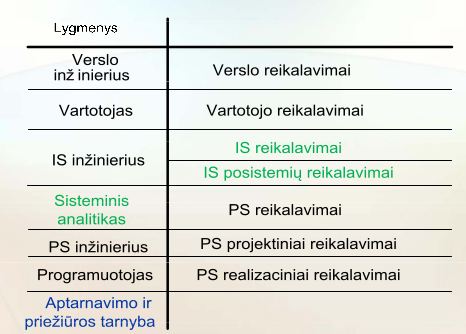 Lygmenys
Verslo
inž inierius
Verslo reikalavimai
Vartotojas
Vartotojo reikalavimai
IS inžinierius
IS reikalavimai
IS posistemių reikalavimai
Sisteminis
analitikas
PS reikalavimai
PS inžinierius
PS projektiniai reikalavimai
Programuotojas
PS realizaciniai reikalavimai
Aptarnavimo ir
priežiūros tarnyba